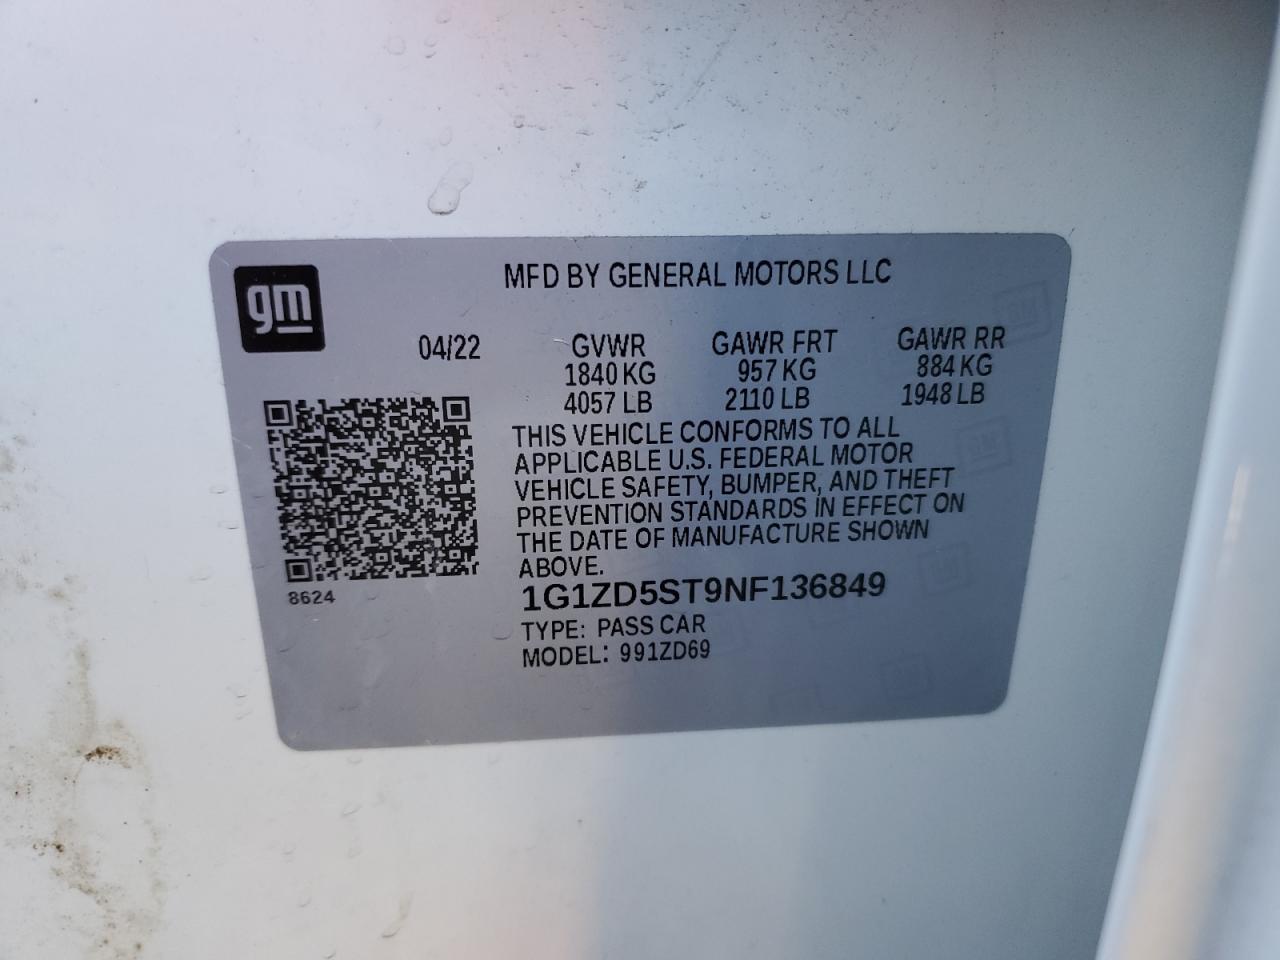 MFD BY GENERAL MOTORS LLC
gm
04/22 GVWR GAWR FRT GAWR RR
1840 KG 957 KG 884 KG
4057 LB 2110 LB 1948 LB
THIS VEHICLE CONFORMS TO ALL
APPLICABLE U.S. FEDERAL MOTOR
VEHICLE SAFETY, BUMPER, AND THEFT
PREVENTION STANDARDS IN EFFECT ON
THE DATE OF MANUFACTURE SHOWN
ABOVE.
8624
1G1ZD5ST9NF136849
TYPE: PASS CAR
MODEL: 991ZD69